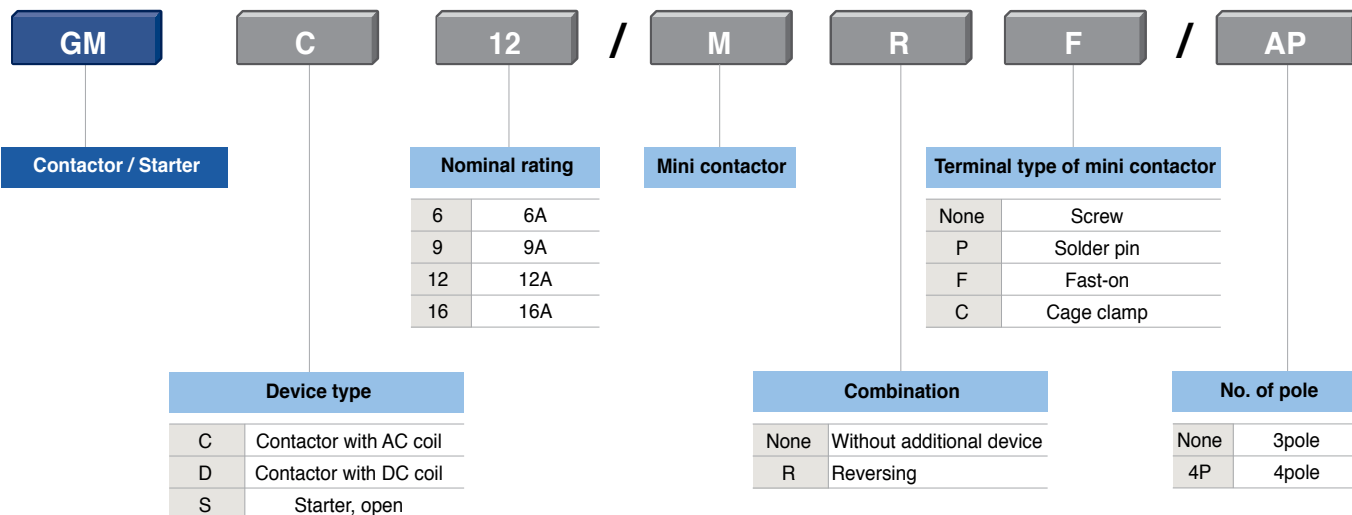 GM C 12 / M R F / AP
Contactor / Starter
Nominal rating
6 6A
9 9A
12 12A
16 16A
Mini contactor
Terminal type of mini contactor
None Screw
P Solder pin
F Fast-on
C Cage clamp
Device type
C Contactor with AC coil
D Contactor with DC coil
S Starter, open
Combination
None Without additional device
R Reversing
No. of pole
None 3pole
4P 4pole